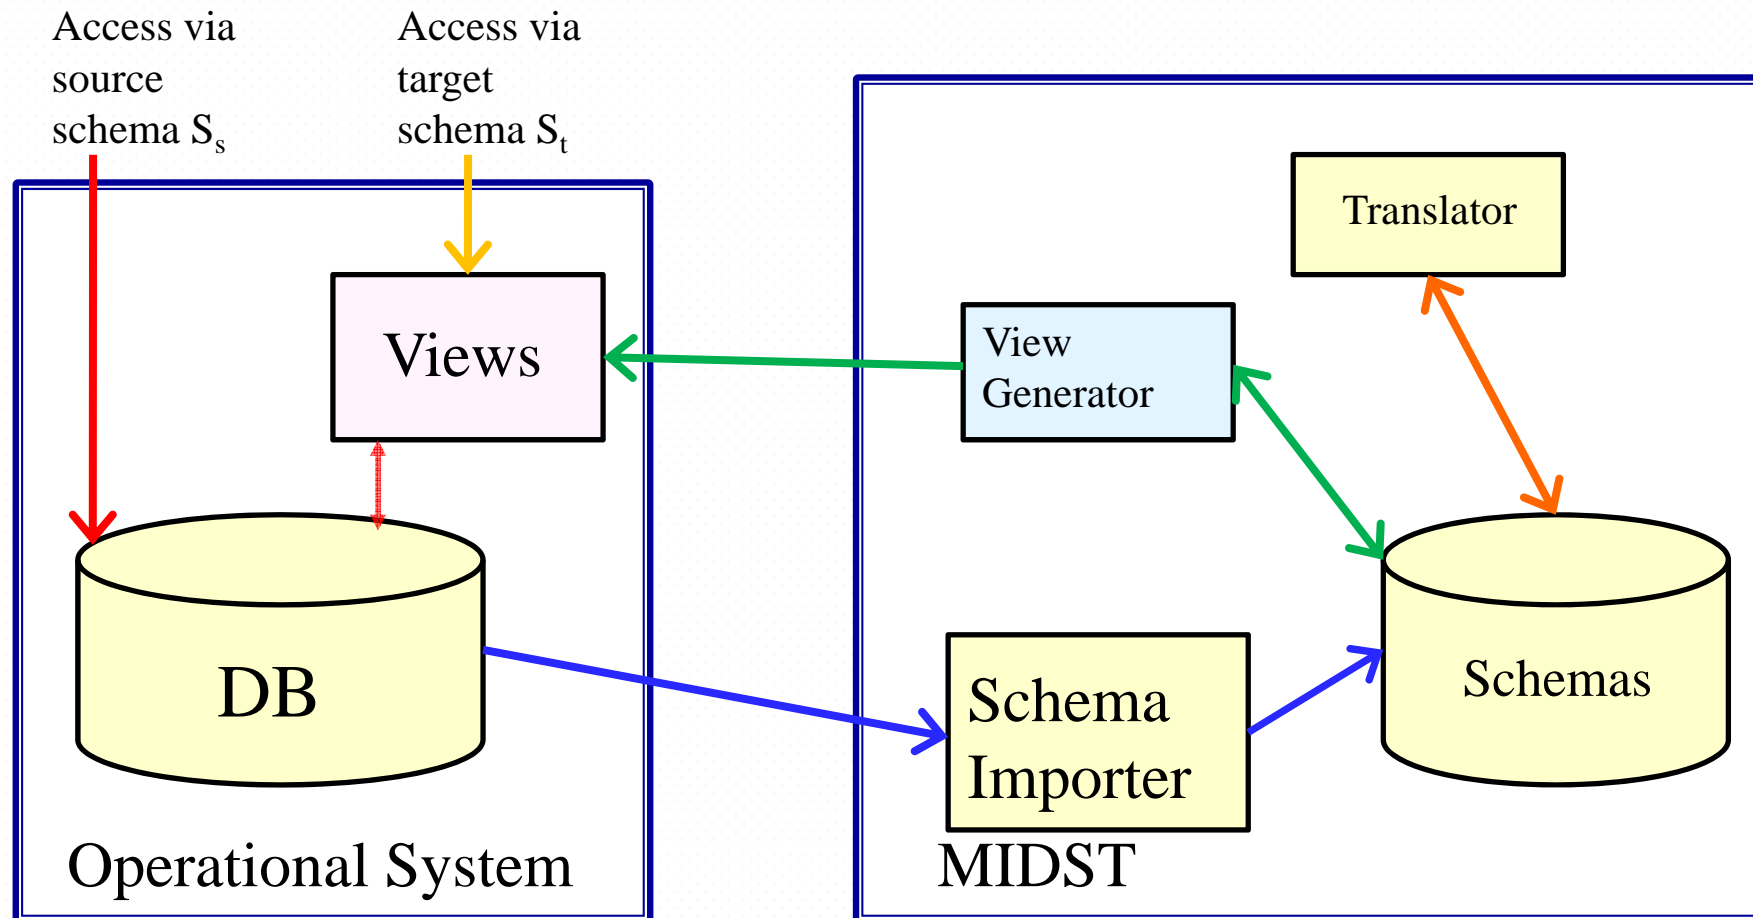 Access via
source
schema Ss
Access via
target
schema St
Views
DB
Operational System
Translator
View
Generator
Schema
Importer
Schemas
MIDST